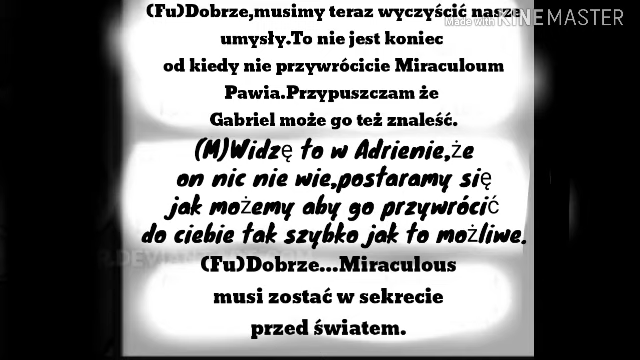 (Fu)Dobrze,musimy teraz wyczyścić nasze
Made with KINEMASTER
umysły.To nie jest koniec
od kiedy nie przywrócicie Miraculoum
Pawia.Przypuszczam że
Gabriel może go też znaleść.
(M)Widzę to w Adrienie,że
on nic nie wie,postaramy się
jak możemy aby go przywrócić
do ciebie tak szybko jak to możliwe.
(Fu)Dobrze...Miraculous
musi zostać w sekrecie
przed światem.